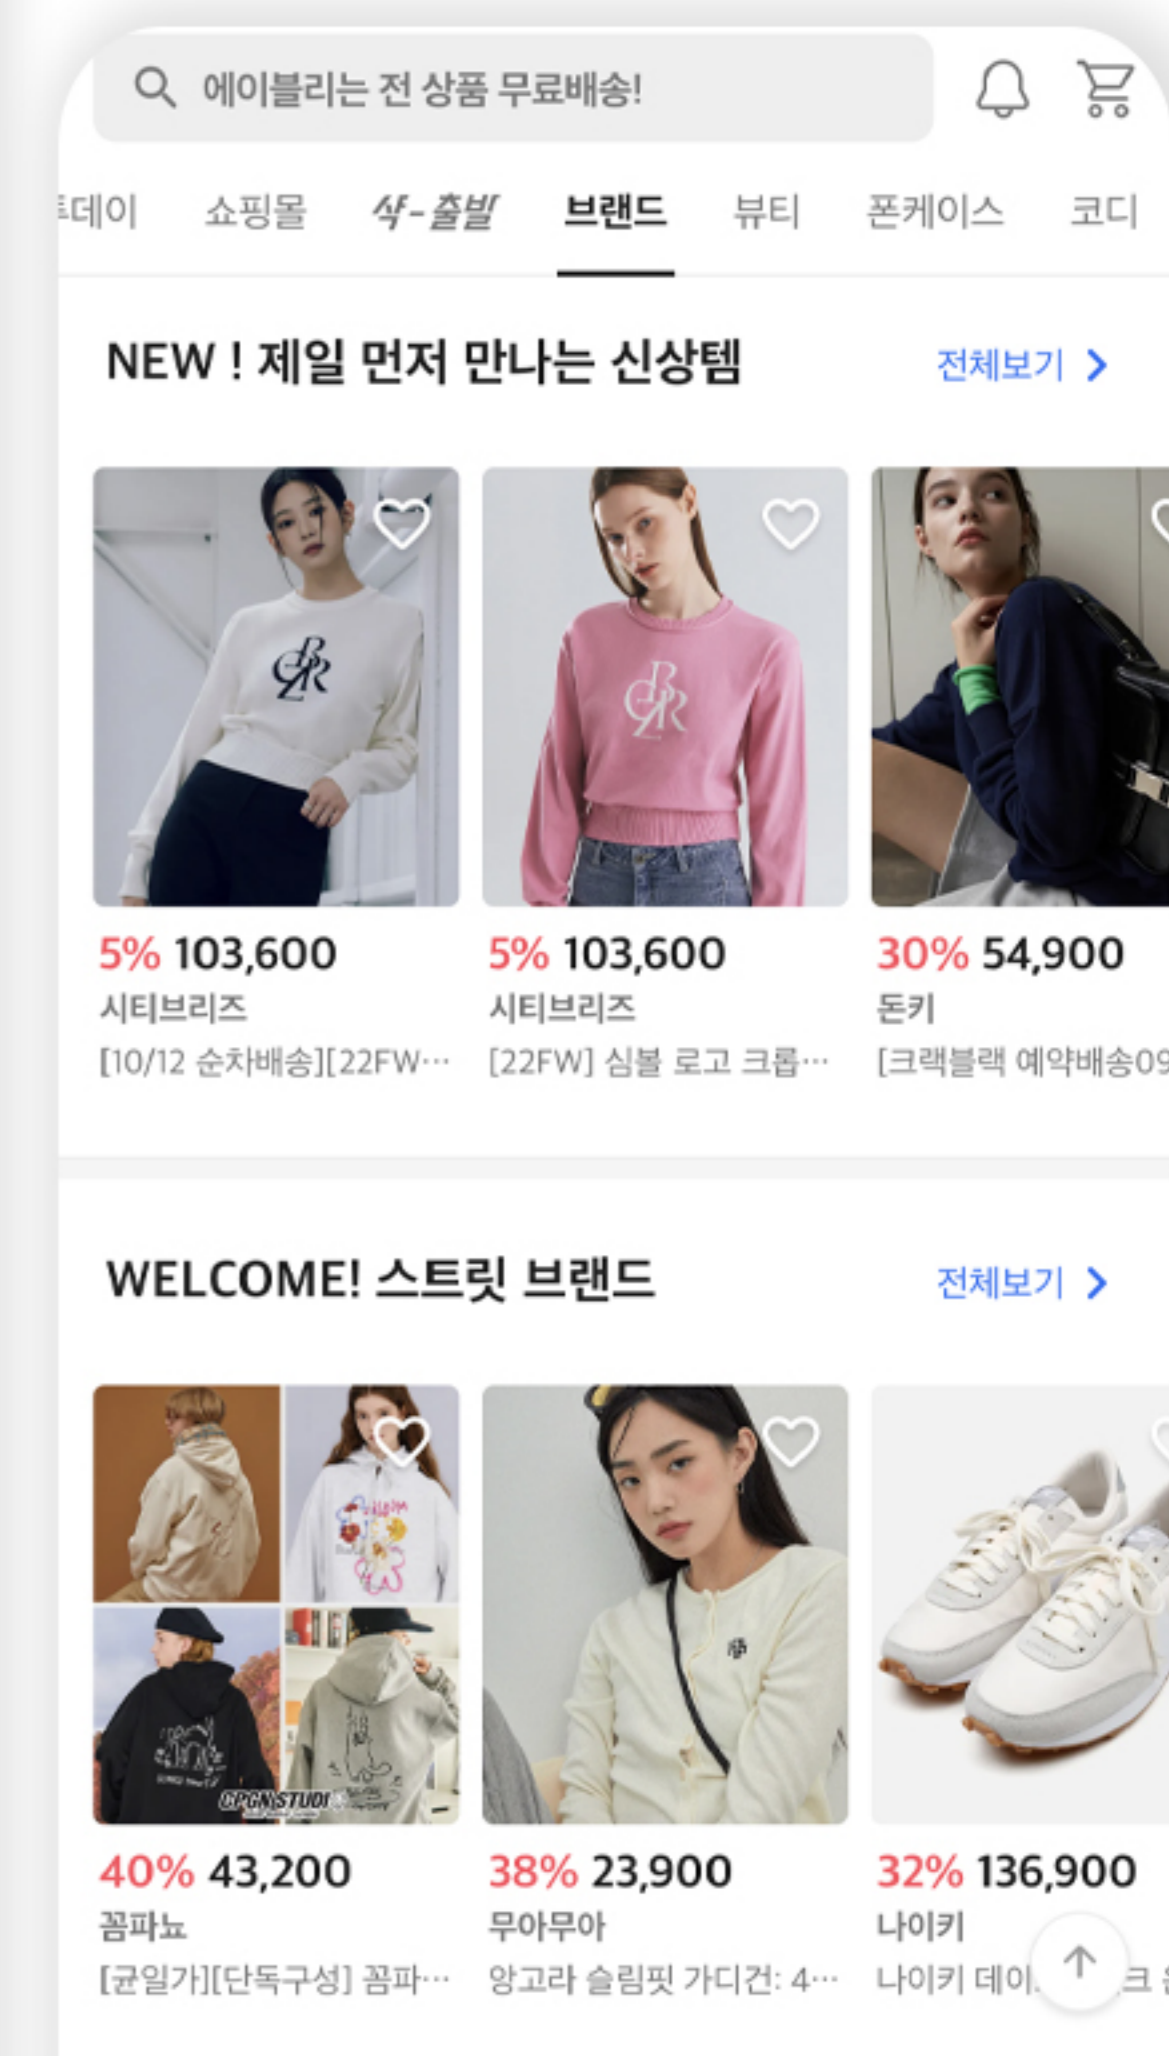 에이블리는 전 상품 무료배송!
투데이 쇼핑몰 샥-출발 브랜드 뷰티 폰케이스 코디
NEW ! 제일 먼저 만나는 신상템 전체보기
5% 103,600
시티브리즈
[10/12 순차배송][22FW…
5% 103,600
시티브리즈
[22FW] 심볼 로고 크롭…
30% 54,900
돈키
[크랙블랙 예약배송09
WELCOME! 스트릿 브랜드 전체보기
CPGN STUDI
40% 43,200
꼼파뇨
[균일가][단독구성] 꼼파…
38% 23,900
무아무아
앙고라 슬림핏 가디건: 4…
32% 136,900
나이키
나이키 데이